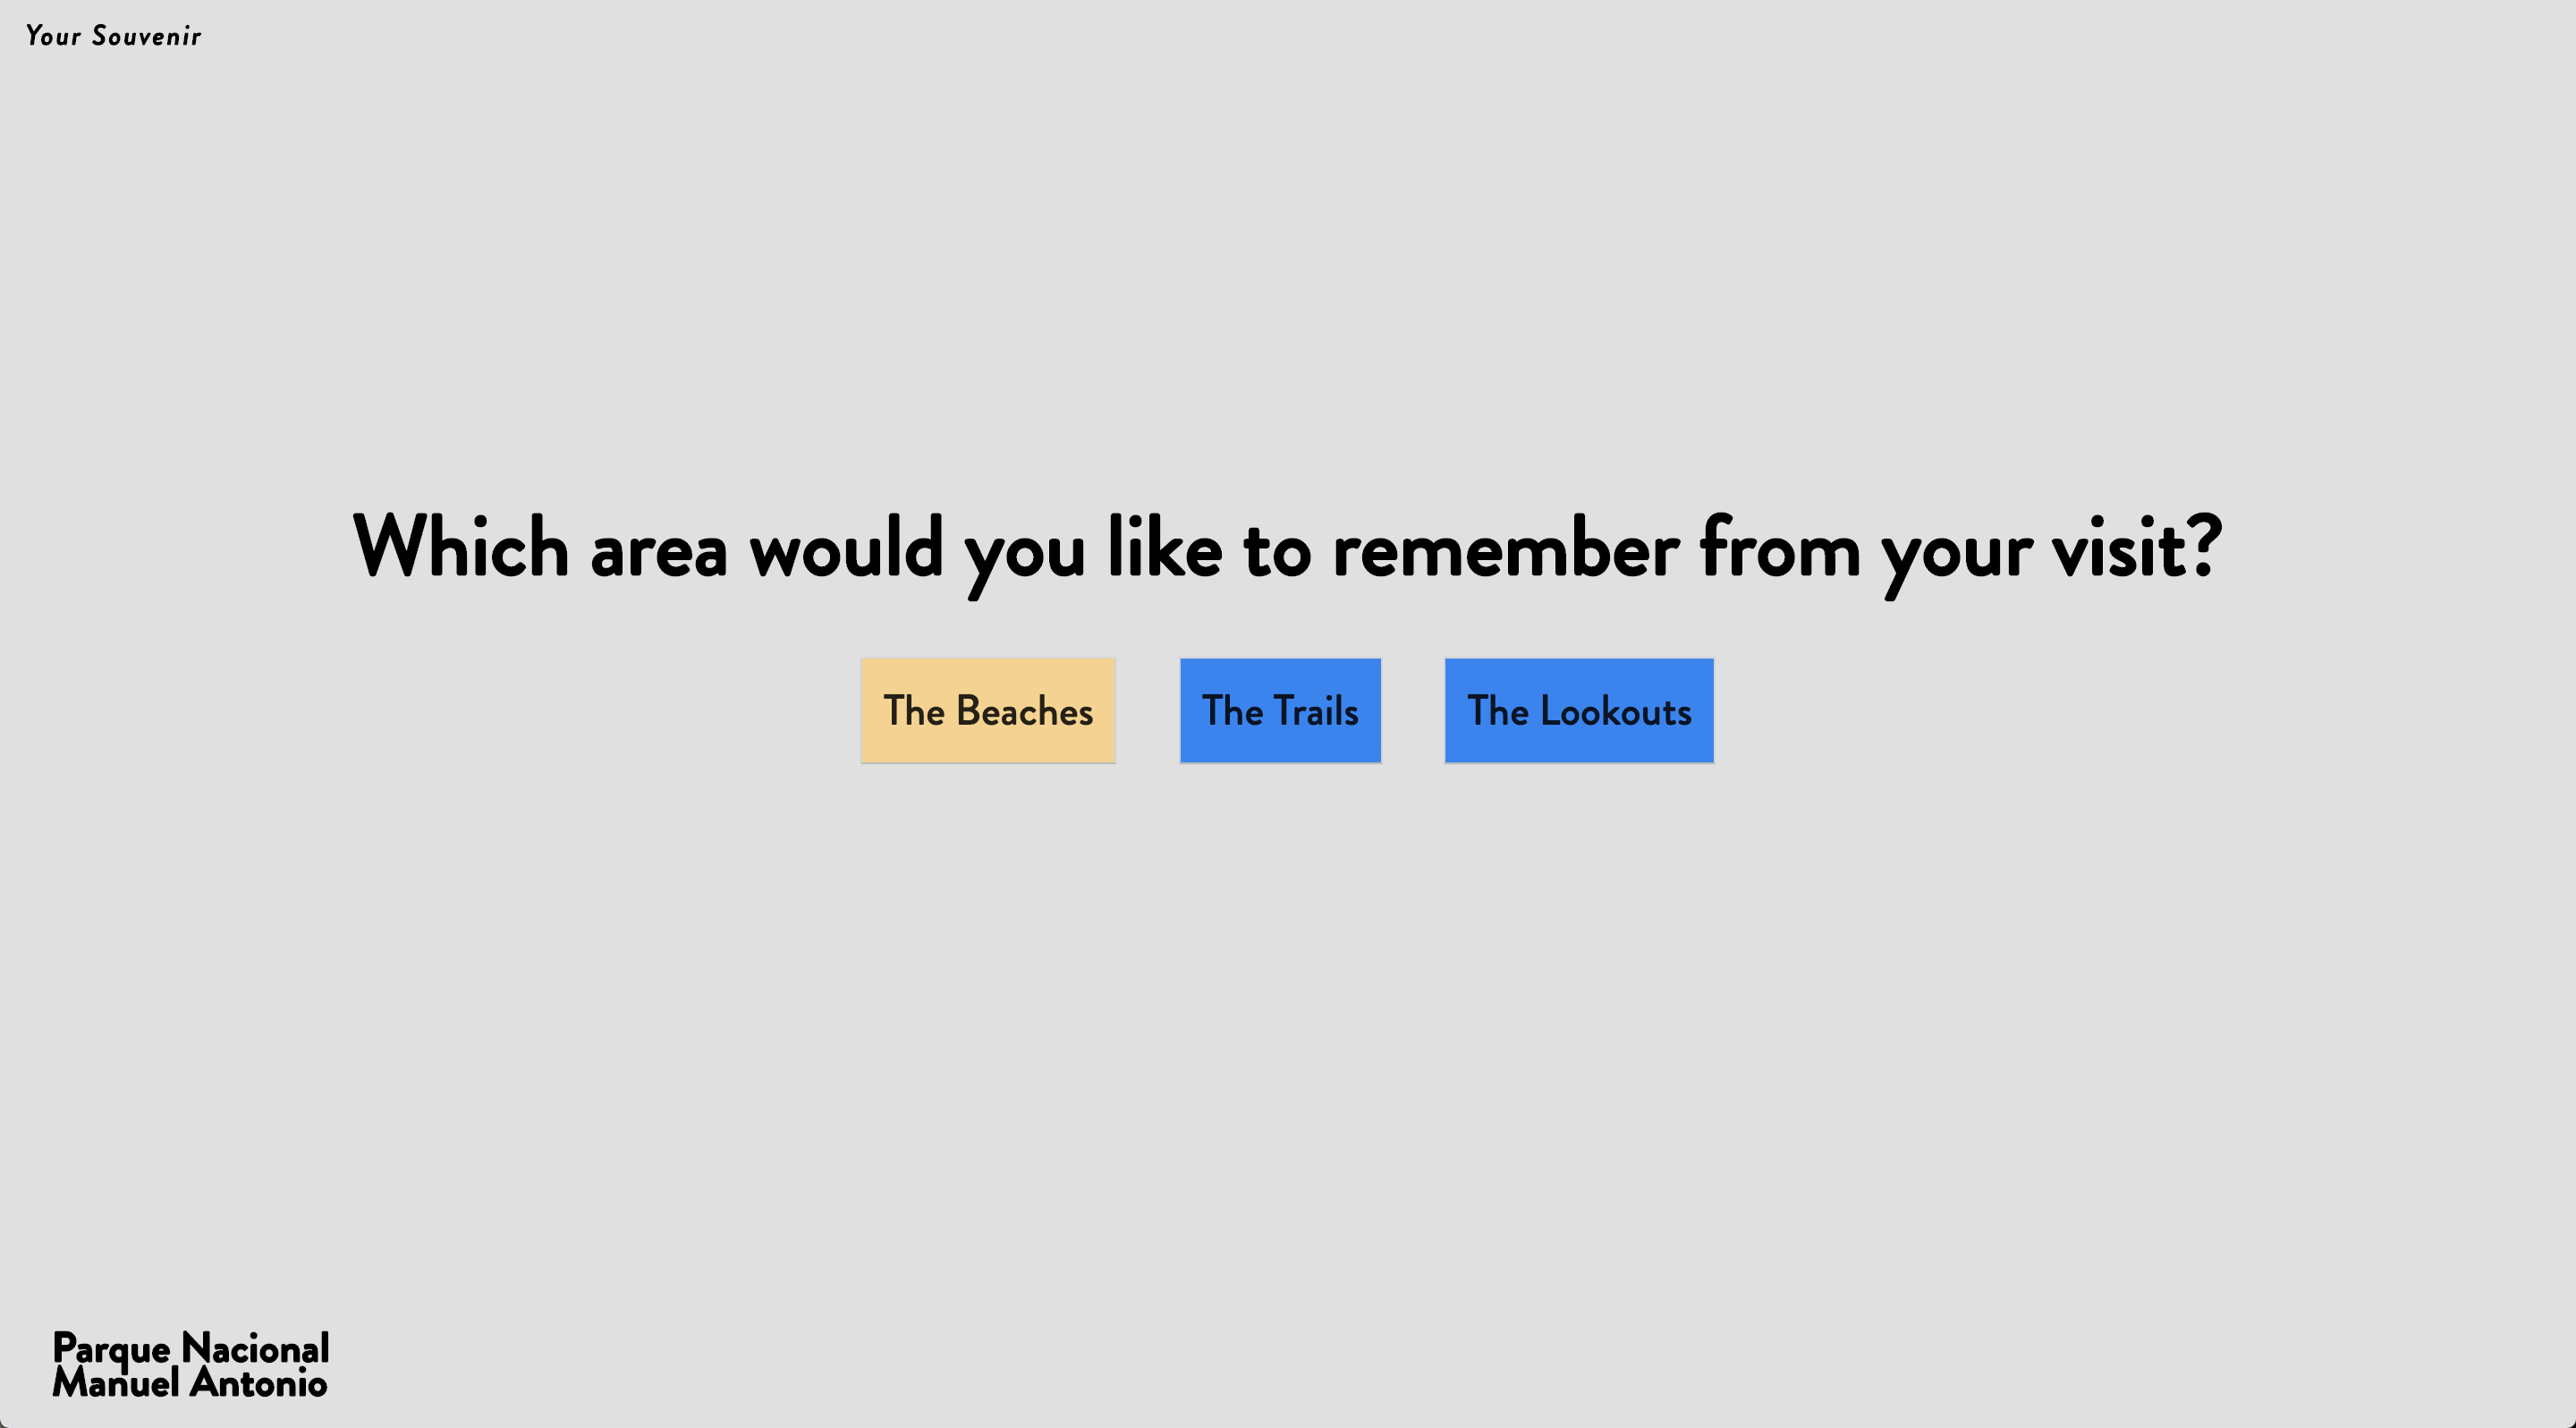 Your Souvenir
Which area would you like to remember from your visit?
The Beaches
The Trails
The Lookouts
Parque Nacional
Manuel Antonio